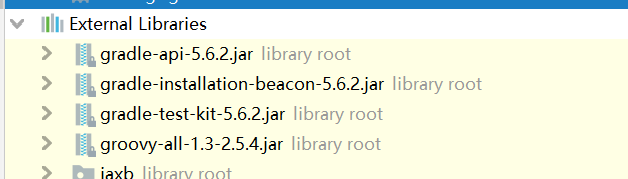 External Libraries
gradle-api-5.6.2.jar library root
gradle-installation-beacon-5.6.2.jar library root
gradle-test-kit-5.6.2.jar library root
groovy-all-1.3-2.5.4.jar library root
jaxb library root